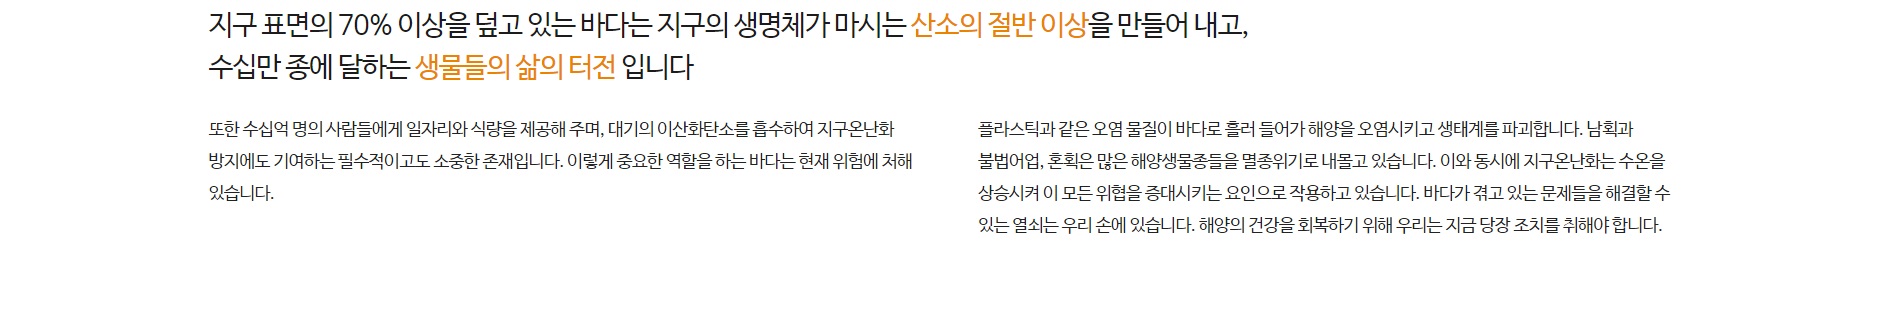 지구 표면의 70% 이상을 덮고 있는 바다는 지구의 생명체가 마시는 산소의 절반 이상을 만들어 내고,
수십만 종에 달하는 생물들의 삶의 터전 입니다
또한 수십억 명의 사람들에게 일자리와 식량을 제공해 주며, 대기의 이산화탄소를 흡수하여 지구온난화
방지에도 기여하는 필수적이고도 소중한 존재입니다. 이렇게 중요한 역할을 하는 바다는 현재 위험에 처해
있습니다.
플라스틱과 같은 오염 물질이 바다로 흘러 들어가 해양을 오염시키고 생태계를 파괴합니다. 남획과
불법어업, 혼획은 많은 해양생물종들을 멸종위기로 내몰고 있습니다. 이와 동시에 지구온난화는 수온을
상승시켜 이 모든 위협을 증대시키는 요인으로 작용하고 있습니다. 바다가 겪고 있는 문제들을 해결할 수
있는 열쇠는 우리 손에 있습니다. 해양의 건강을 회복하기 위해 우리는 지금 당장 조치를 취해야 합니다.